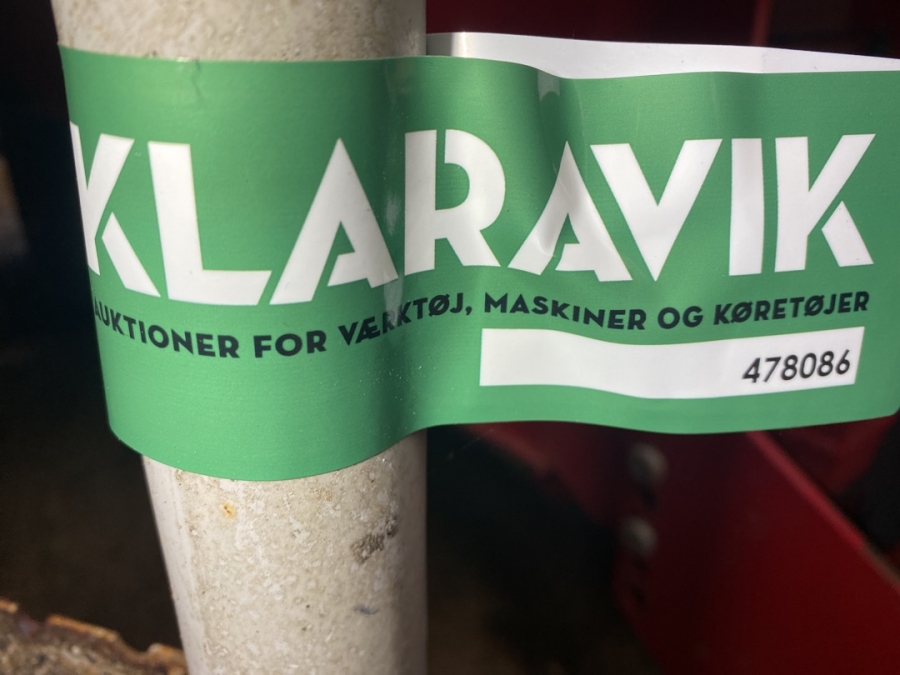 KLARAVIK
AUKTIONER FOR VÆRKTØJ, MASKINER OG KØRETØJER
478086